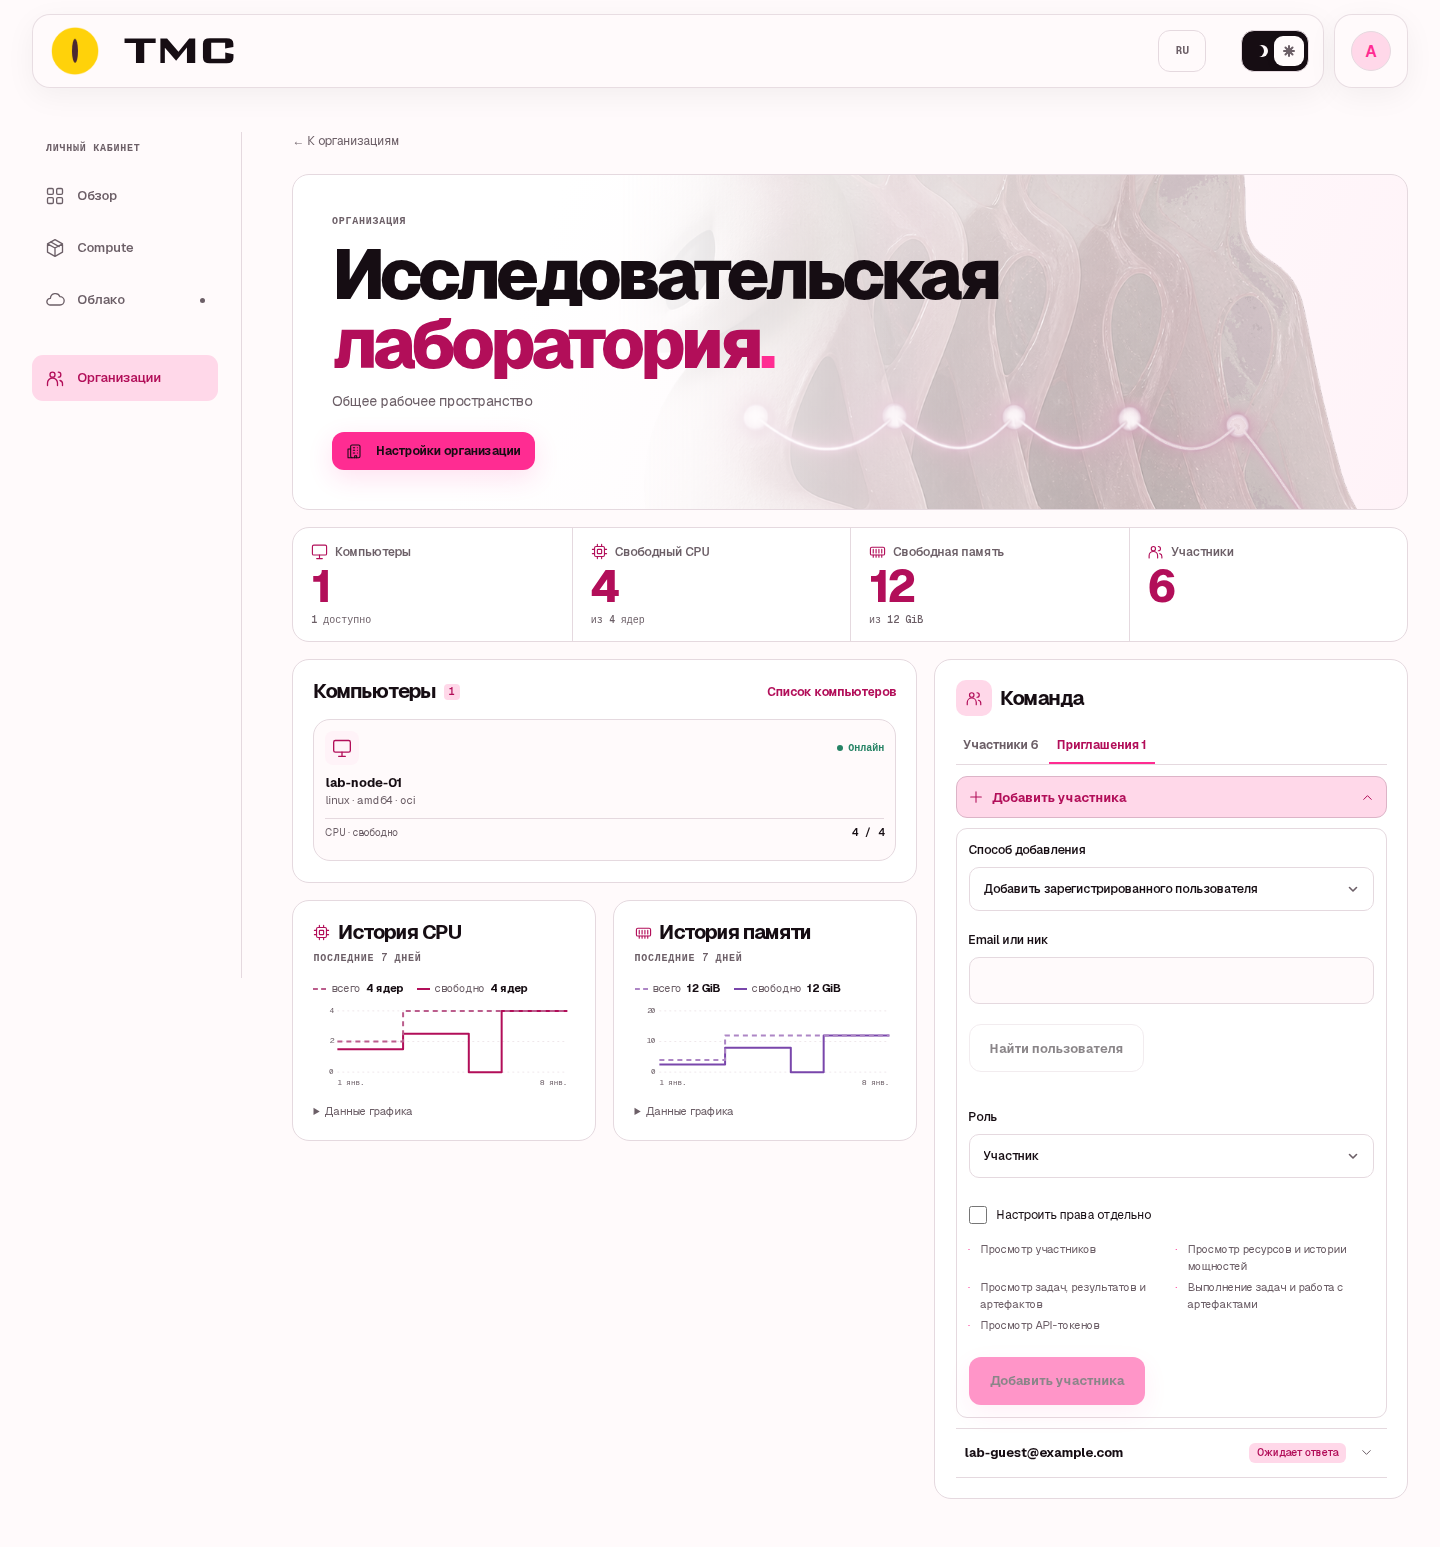 TMC
RU
A
ЛИЧНЫЙ КАБИНЕТ
Обзор
Compute
Облако
Организации
← К организациям
ОРГАНИЗАЦИЯ
Исследовательская
лаборатория.
Общее рабочее пространство
Настройки организации
Компьютеры
1
1 доступно
Свободный CPU
4
из 4 ядер
Свободная память
12
из 12 GiB
Участники
6
Компьютеры 1
Список компьютеров
Онлайн
lab-node-01
linux · amd64 · oci
CPU · свободно
4 / 4
История CPU
ПОСЛЕДНИЕ 7 ДНЕЙ
всего 4 ядер свободно 4 ядер
4
2
0
1 янв.
8 янв.
▶ Данные графика
История памяти
ПОСЛЕДНИЕ 7 ДНЕЙ
всего 12 GiB свободно 12 GiB
20
10
0
1 янв.
8 янв.
▶ Данные графика
Команда
Участники 6
Приглашения 1
Добавить участника
Способ добавления
Добавить зарегистрированного пользователя
Email или ник
Найти пользователя
Роль
Участник
Настроить права отдельно
· Просмотр участников
· Просмотр ресурсов и истории
мощностей
· Просмотр задач, результатов и
артефактов
· Выполнение задач и работа с
артефактами
· Просмотр API-токенов
Добавить участника
lab-guest@example.com
Ожидает ответа